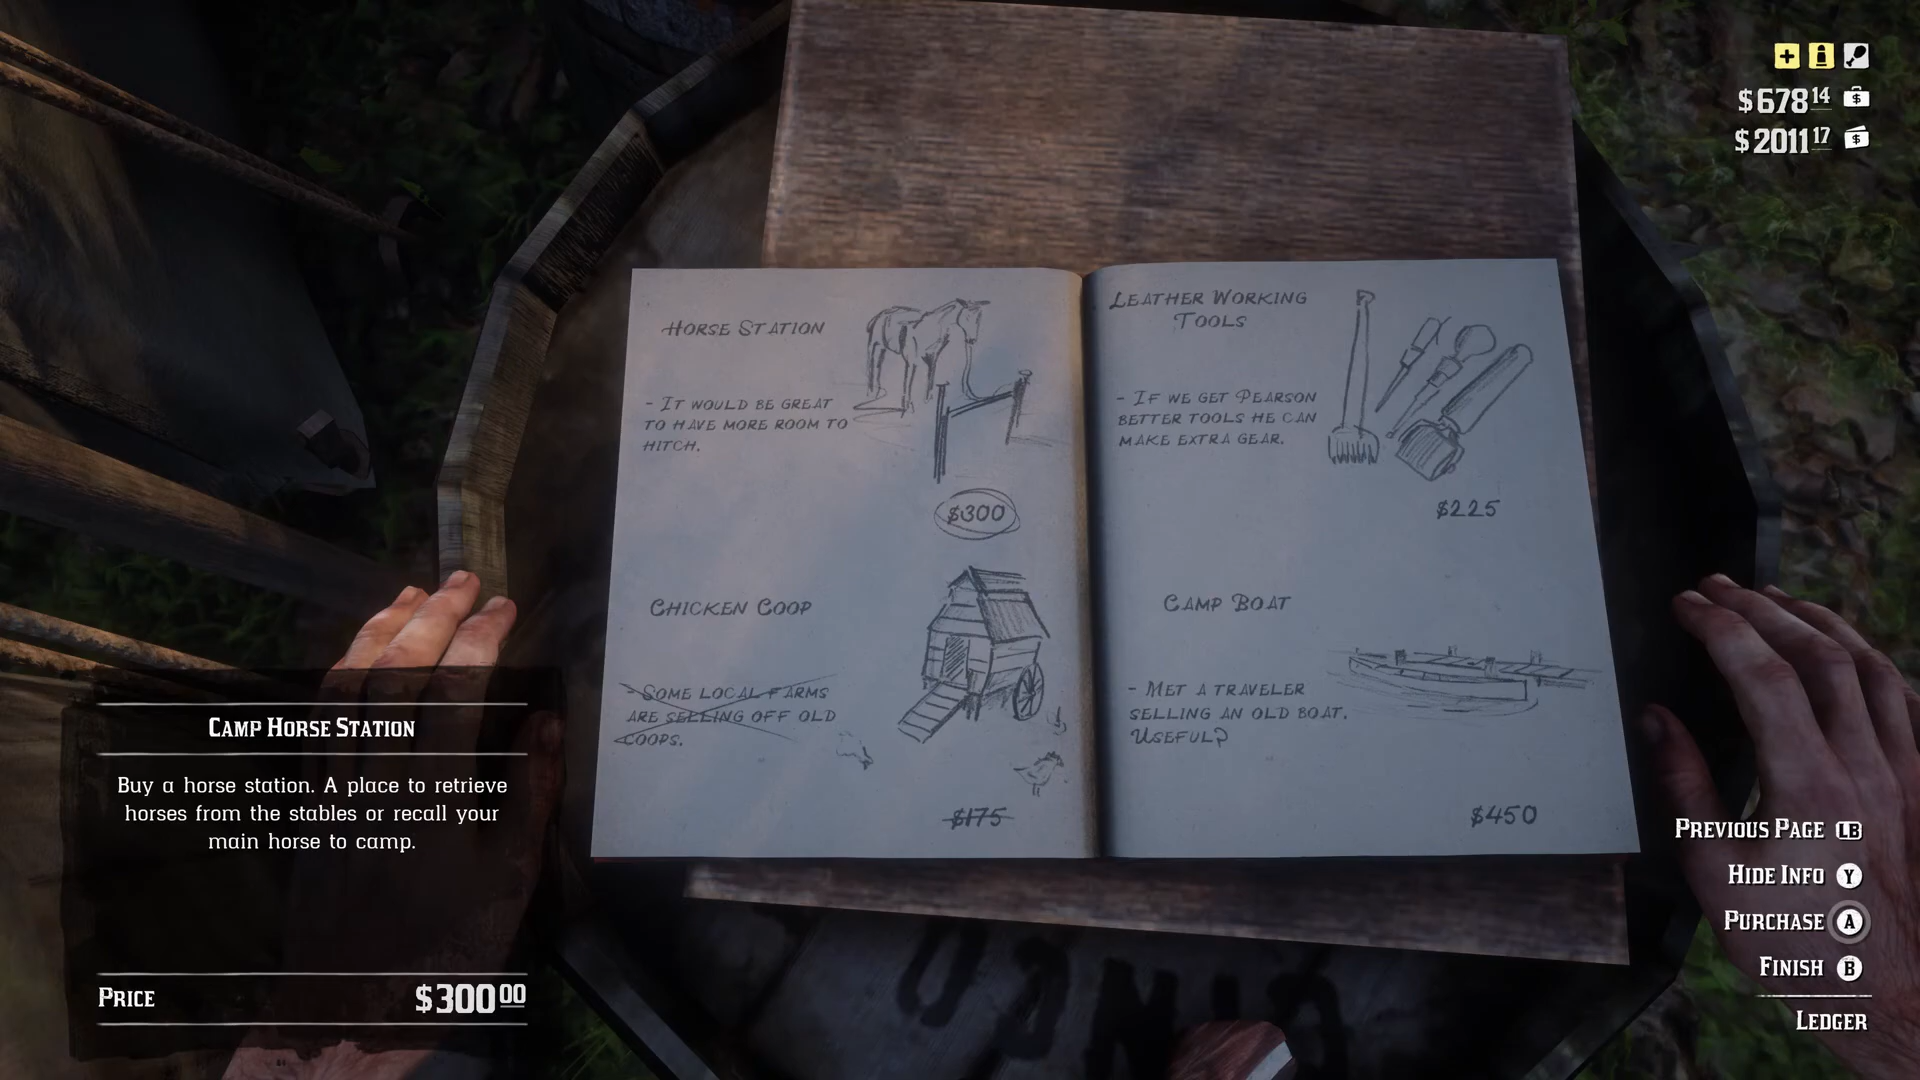 $678 14
$2011 17
HORSE STATION
- IT WOULD BE GREAT
TO HAVE MORE ROOM TO
HITCH.
$300
CHICKEN COOP
- SOME LOCAL FARMS
ARE SELLING OFF OLD
COOPS.
$175
LEATHER WORKING
TOOLS
- IF WE GET PEARSON
BETTER TOOLS HE CAN
MAKE EXTRA GEAR.
$225
CAMP BOAT
- MET A TRAVELER
SELLING AN OLD BOAT.
USEFUL?
$450
CAMP HORSE STATION
Buy a horse station. A place to retrieve
horses from the stables or recall your
main horse to camp.
PRICE $300 00
PREVIOUS PAGE LB
HIDE INFO Y
PURCHASE A
FINISH B
LEDGER